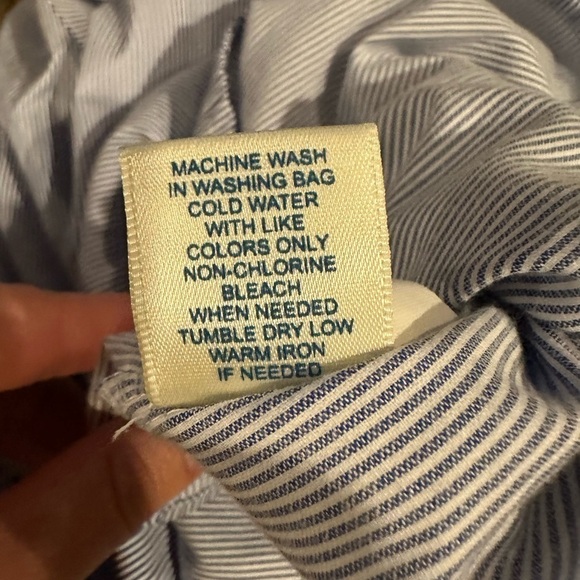 MACHINE WASH
IN WASHING BAG
COLD WATER
WITH LIKE
COLORS ONLY
NON-CHLORINE
BLEACH
WHEN NEEDED
TUMBLE DRY LOW
WARM IRON
IF NEEDED